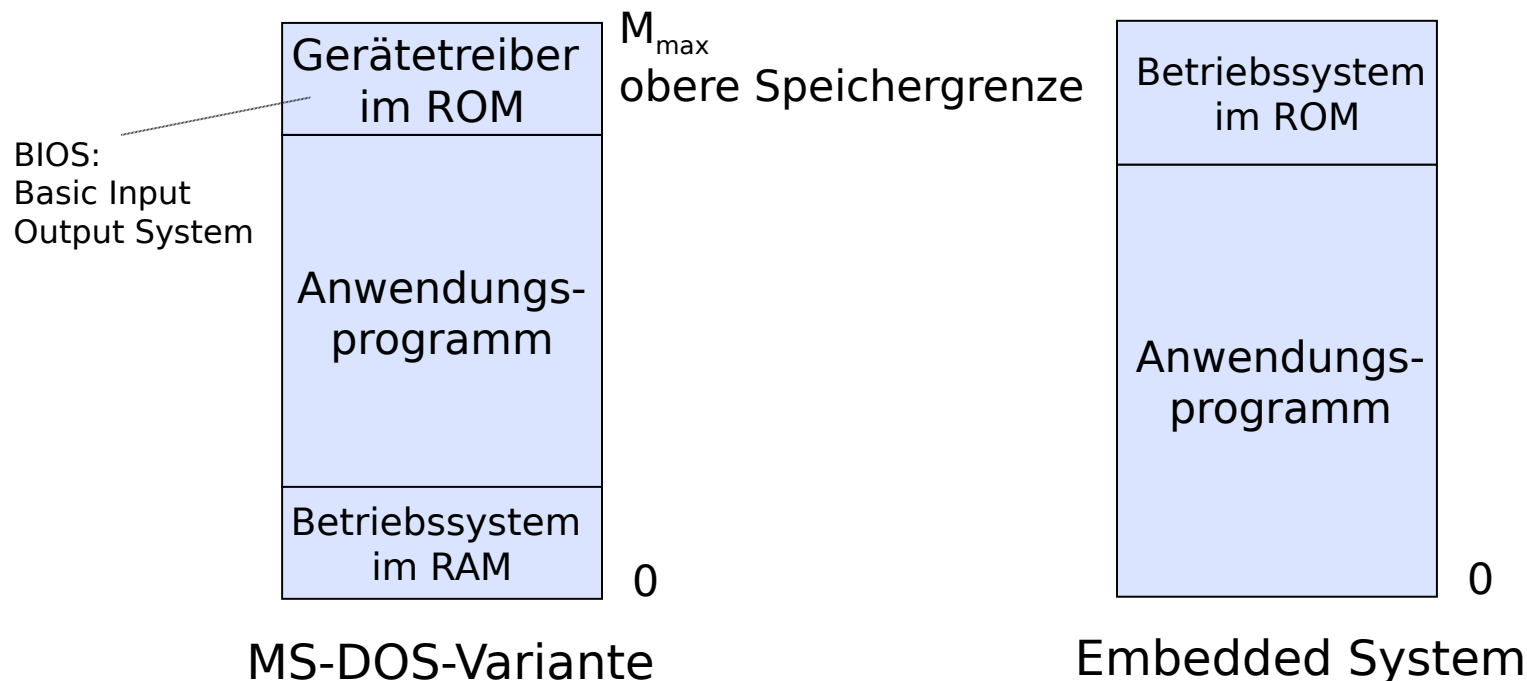 Gerätetreiber
im ROM
M_max
obere Speichergrenze
BIOS:
Basic Input
Output System
Anwendungs-
programm
Betriebssystem
im RAM
0
MS-DOS-Variante
Betriebssystem
im ROM
Anwendungs-
programm
0
Embedded System